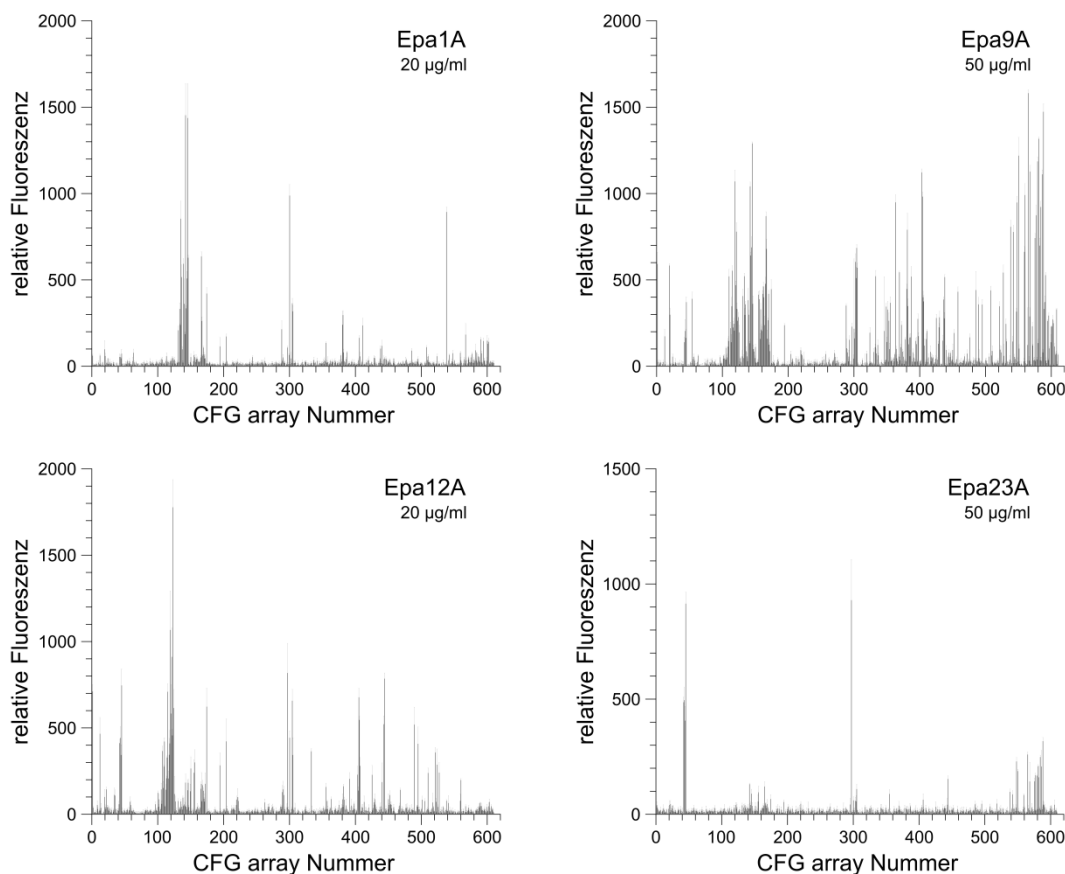 Epa1A
20 µg/ml
relative Fluoreszenz
2000
1500
1000
500
0
0 100 200 300 400 500 600
CFG array Nummer
Epa9A
50 µg/ml
relative Fluoreszenz
2000
1500
1000
500
0
0 100 200 300 400 500 600
CFG array Nummer
Epa12A
20 µg/ml
relative Fluoreszenz
2000
1500
1000
500
0
0 100 200 300 400 500 600
CFG array Nummer
Epa23A
50 µg/ml
relative Fluoreszenz
1500
1000
500
0
0 100 200 300 400 500 600
CFG array Nummer